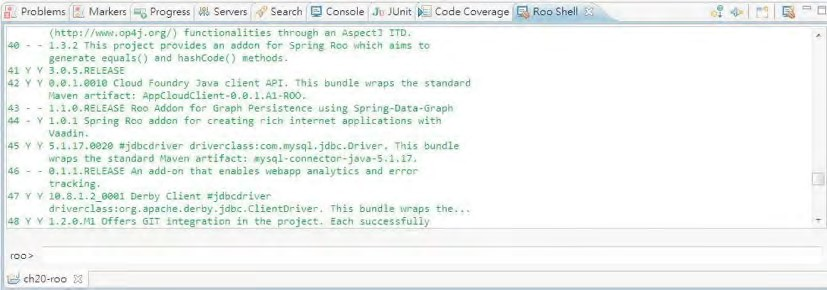 Problems Markers Progress Servers Search Console JUnit Code Coverage Roo Shell
(http://www.op4j.org/) functionalities through an AspectJ ITD.
40 - - 1.3.2 This project provides an addon for Spring Roo which aims to
generate equals() and hashCode() methods.
41 Y Y 3.0.5.RELEASE
42 Y Y 0.0.1.0010 Cloud Foundry Java client API. This bundle wraps the standard
Maven artifact: AppCloudClient-0.0.1.A1-ROO.
43 - - 1.1.0.RELEASE Roo Addon for Graph Persistence using Spring-Data-Graph
44 - Y 1.0.1 Spring Roo addon for creating rich internet applications with
Vaadin.
45 Y Y 5.1.17.0020 #jdbcdriver driverclass:com.mysql.jdbc.Driver. This bundle
wraps the standard Maven artifact: mysql-connector-java-5.1.17.
46 - - 0.1.1.RELEASE An add-on that enables webapp analytics and error
tracking.
47 Y Y 10.8.1.2_0001 Derby Client #jdbcdriver
driverclass:org.apache.derby.jdbc.ClientDriver. This bundle wraps the...
48 Y Y 1.2.0.M1 Offers GIT integration in the project. Each successfully
roo>
ch20-roo